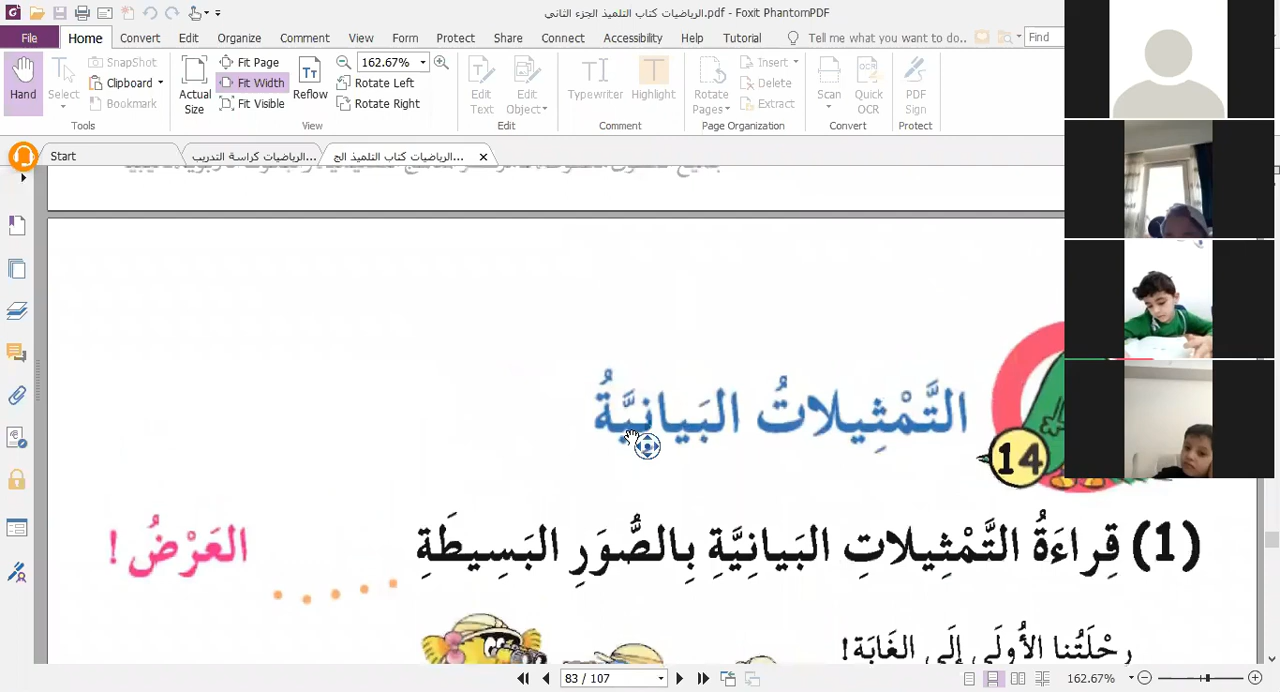 الرياضيات كتاب التلميذ الجزء الثانى.pdf - Foxit PhantomPDF
File Home Convert Edit Organize Comment View Form Protect Share Connect Accessibility Help Tutorial Tell me what you want to do.. Find
Hand
Select
SnapShot
Clipboard
Bookmark
Tools
Actual Size
Fit Page
Fit Width
Fit Visible
Reflow
162.67%
Rotate Left
Rotate Right
View
Edit Text
Edit Object
Edit
Typewriter
Highlight
Comment
Rotate Pages
Insert
Delete
Extract
Page Organization
Scan
Quick OCR
Convert
PDF Sign
Protect
Start
الرياضيات كراسة التدريب...
الرياضيات كتاب التلميذ الج...
التَّمْثِيلاتُ البَيانِيَّةُ
14
(1) قِراءَةُ التَّمْثِيلاتِ البَيانِيَّةِ بِالصُّوَرِ البَسِيطَةِ
العَرْضُ !
رِحْلَتُنا الأُولَى إِلَى الغَابَةِ!
83 / 107
162.67%